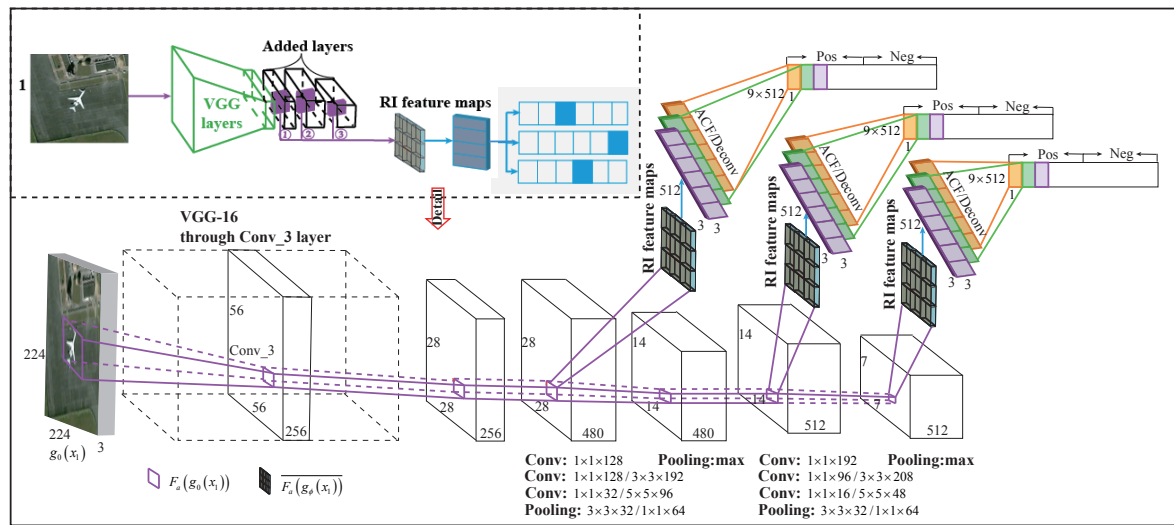 1
Added layers
VGG
layers
① ② ③
RI feature maps
Detail
Pos Neg
9×512
1
ACF/Deconv
512
3 3
RI feature maps
Pos Neg
9×512
1
ACF/Deconv
512
3 3
RI feature maps
Pos Neg
9×512
1
ACF/Deconv
512
3 3
RI feature maps
VGG-16
through Conv_3 layer
224
224
3
g₀(x₁)
56
Conv_3
56
256
28
28
256
28
28
480
14
14
480
14
14
512
7
7
512
Fₐ(g₀(x₁))
F̅ₐ̅(̅g̅ᵩ̅(̅x̅₁̅)̅)̅
Conv: 1×1×128 Pooling:max
Conv: 1×1×128 / 3×3×192
Conv: 1×1×32 / 5×5×96
Pooling: 3×3×32 / 1×1×64
Conv: 1×1×192 Pooling:max
Conv: 1×1×96 / 3×3×208
Conv: 1×1×16 / 5×5×48
Pooling: 3×3×32 / 1×1×64